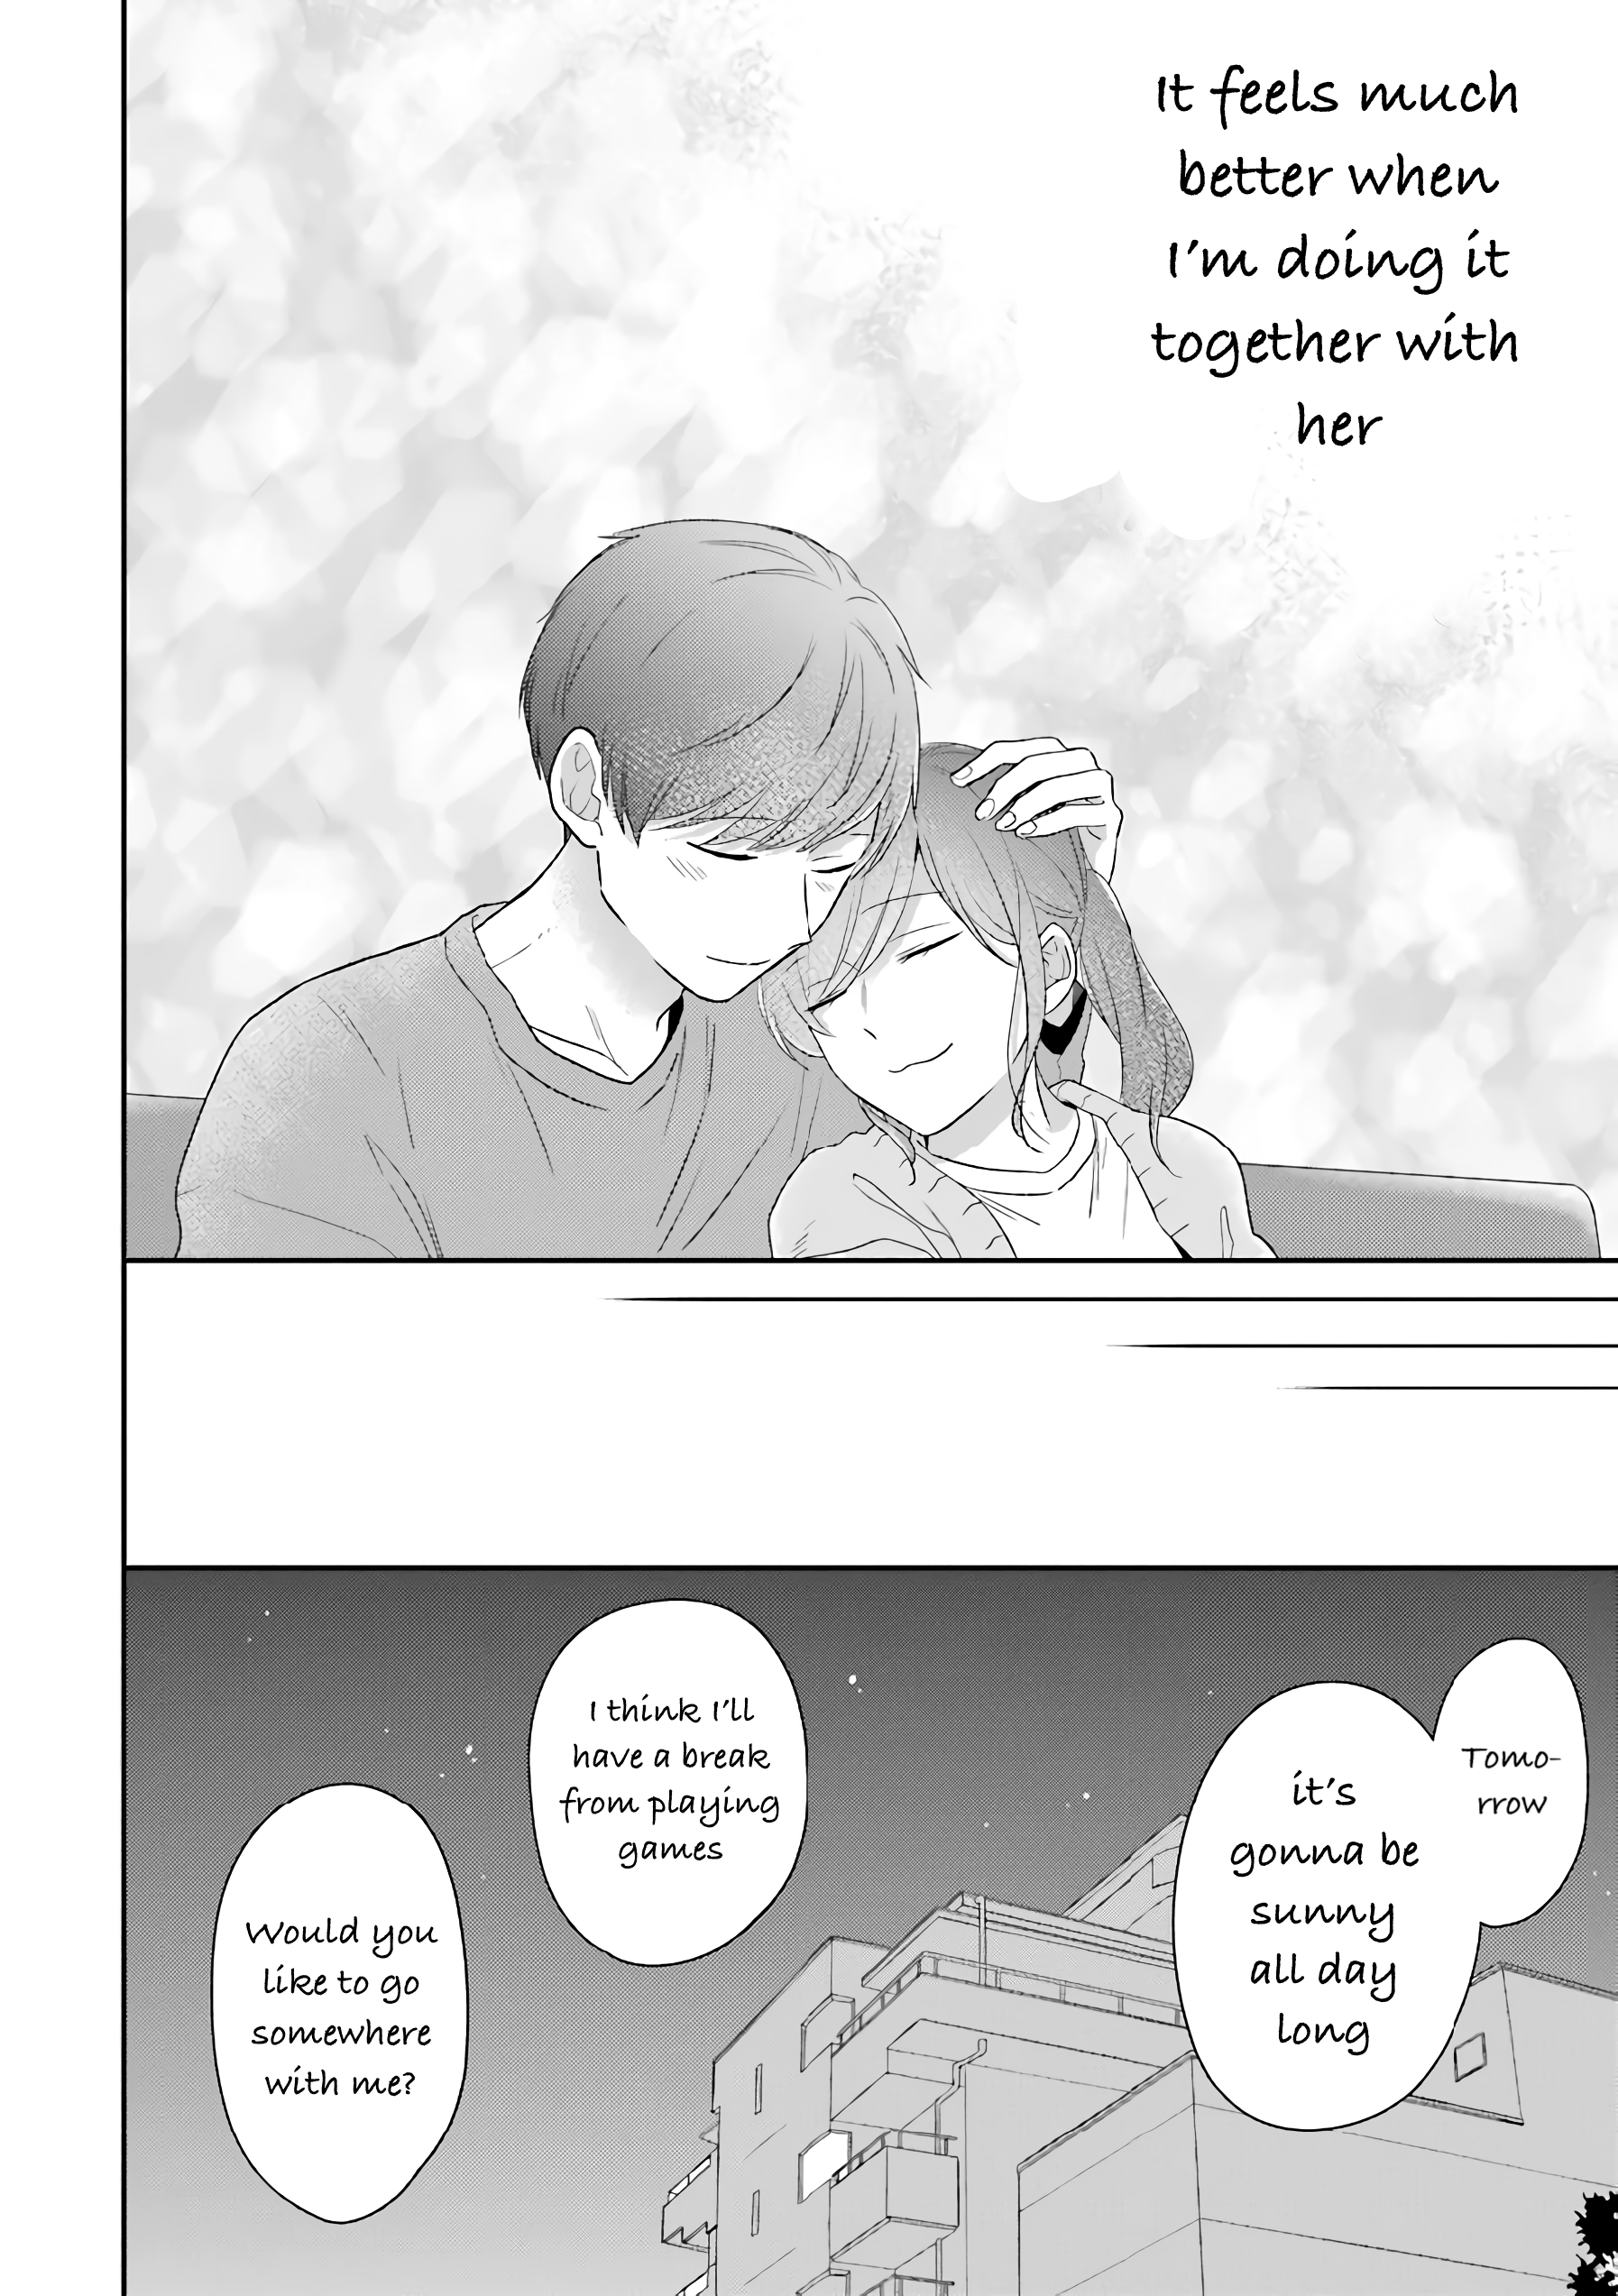 It feels much
better when
I'm doing it
together with
her
Tomo-
rrow
it's
gonna be
sunny
all day
long
I think I'll
have a break
from playing
games
Would you
like to go
somewhere
with me?